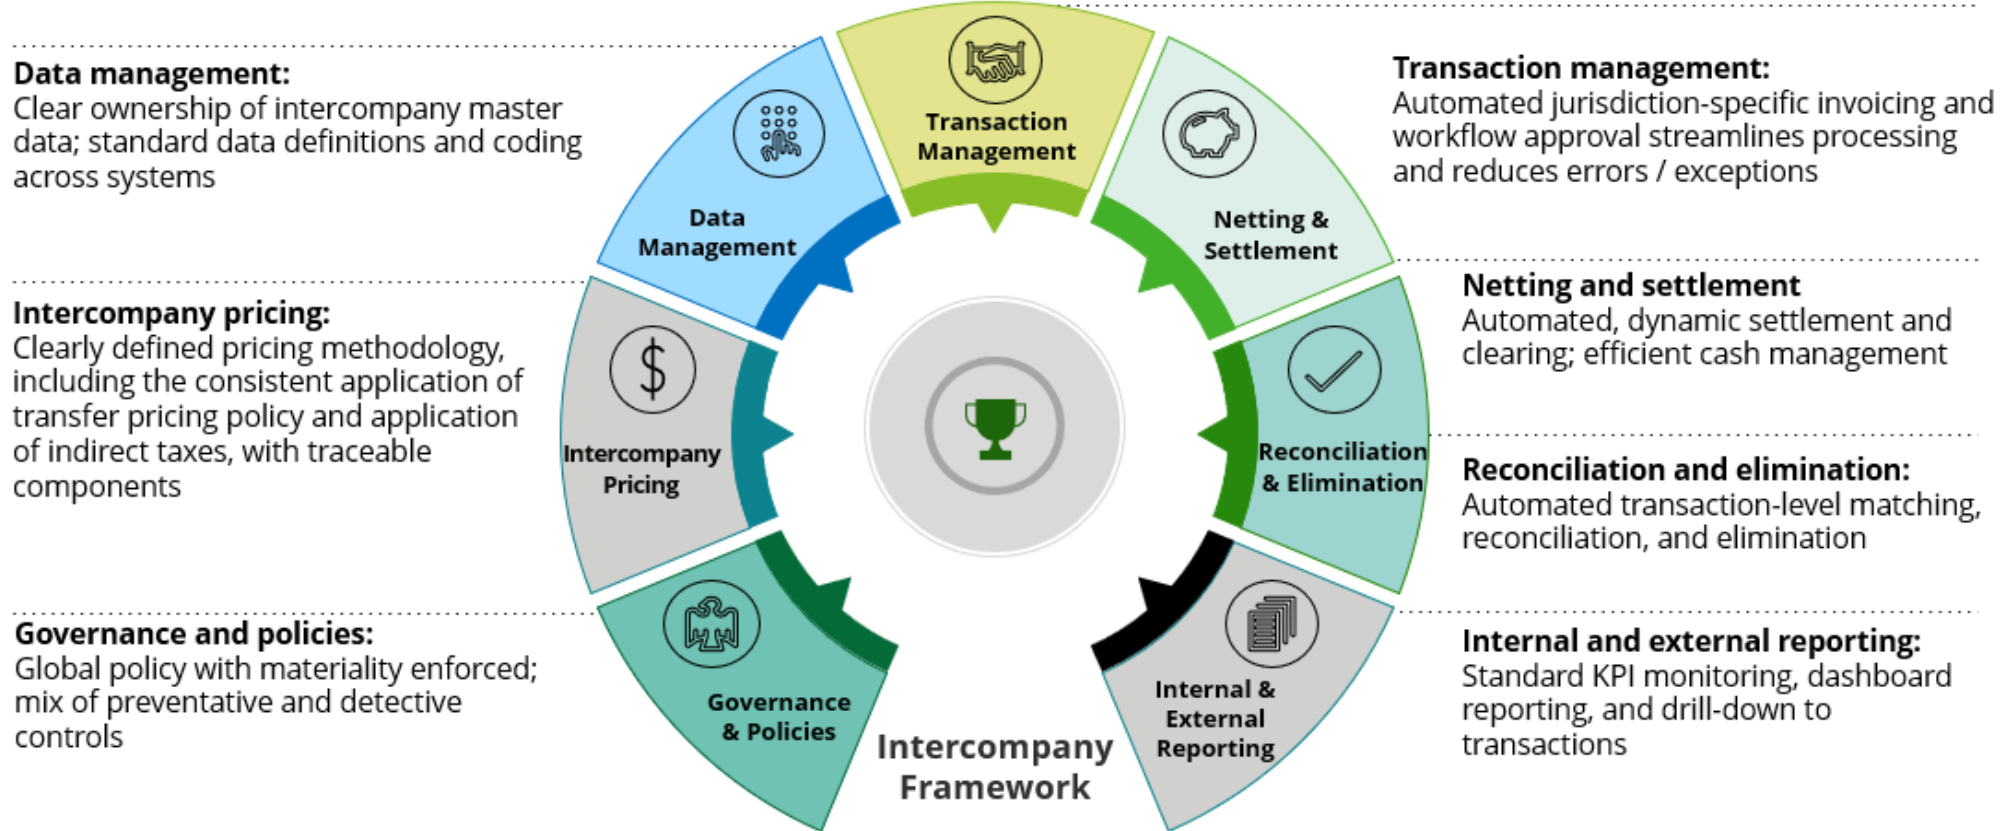 Data management:
Clear ownership of intercompany master
data; standard data definitions and coding
across systems
Intercompany pricing:
Clearly defined pricing methodology,
including the consistent application of
transfer pricing policy and application
of indirect taxes, with traceable
components
Governance and policies:
Global policy with materiality enforced;
mix of preventative and detective
controls
Transaction
Management
Data
Management
Netting &
Settlement
Intercompany
Pricing
Reconciliation
& Elimination
Governance
& Policies
Internal &
External
Reporting
Intercompany
Framework
Transaction management:
Automated jurisdiction-specific invoicing and
workflow approval streamlines processing
and reduces errors / exceptions
Netting and settlement
Automated, dynamic settlement and
clearing; efficient cash management
Reconciliation and elimination:
Automated transaction-level matching,
reconciliation, and elimination
Internal and external reporting:
Standard KPI monitoring, dashboard
reporting, and drill-down to
transactions